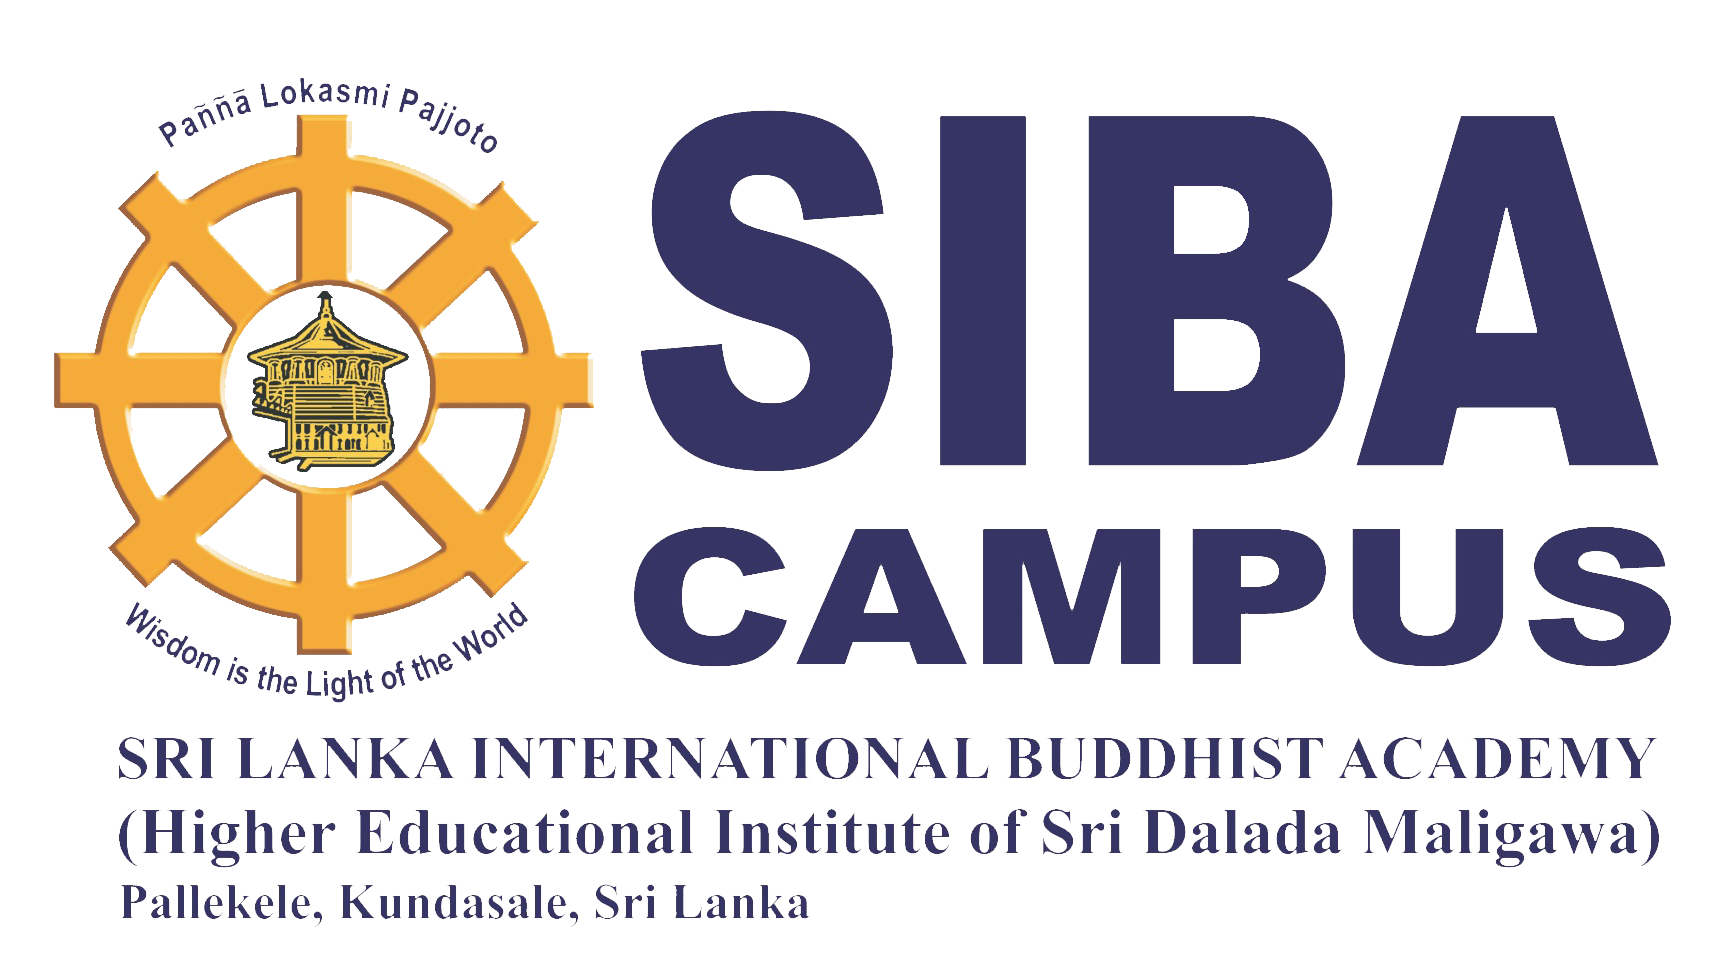 Paññā Lokasmi Pajjoto
Wisdom is the Light of the World
SIBA
CAMPUS
SRI LANKA INTERNATIONAL BUDDHIST ACADEMY
(Higher Educational Institute of Sri Dalada Maligawa)
Pallekele, Kundasale, Sri Lanka